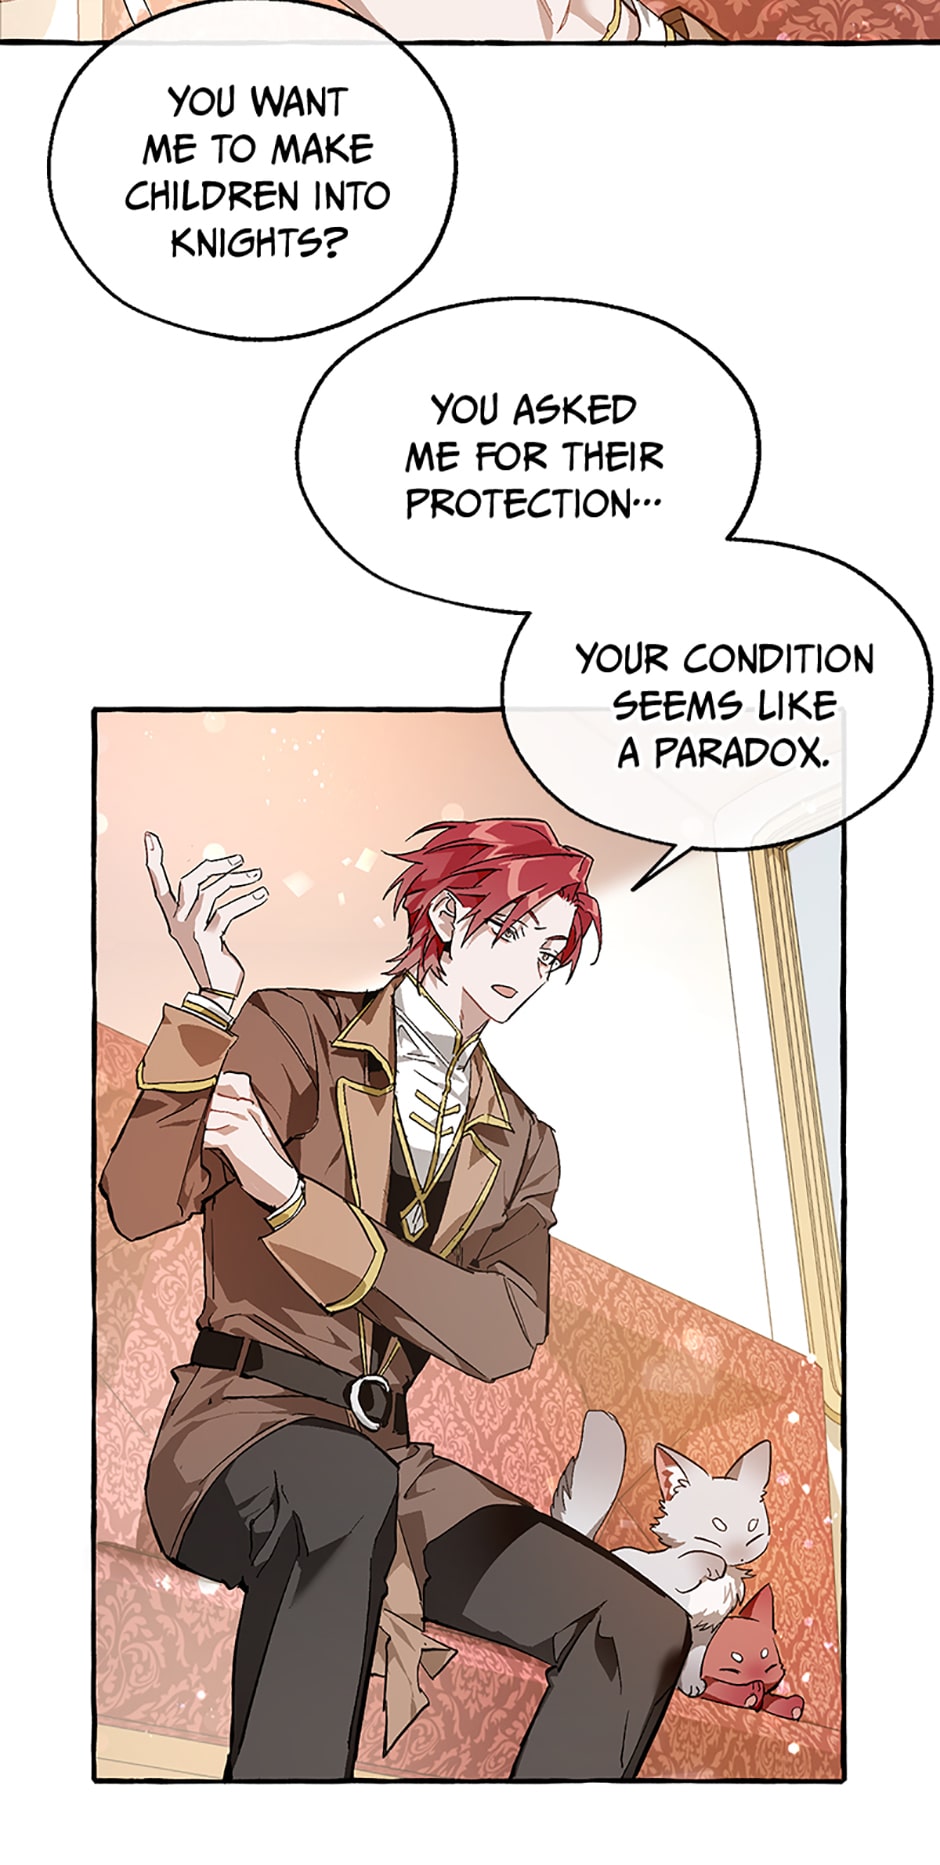 YOU WANT
ME TO MAKE
CHILDREN INTO
KNIGHTS?
YOU ASKED
ME FOR THEIR
PROTECTION...
YOUR CONDITION
SEEMS LIKE
A PARADOX.